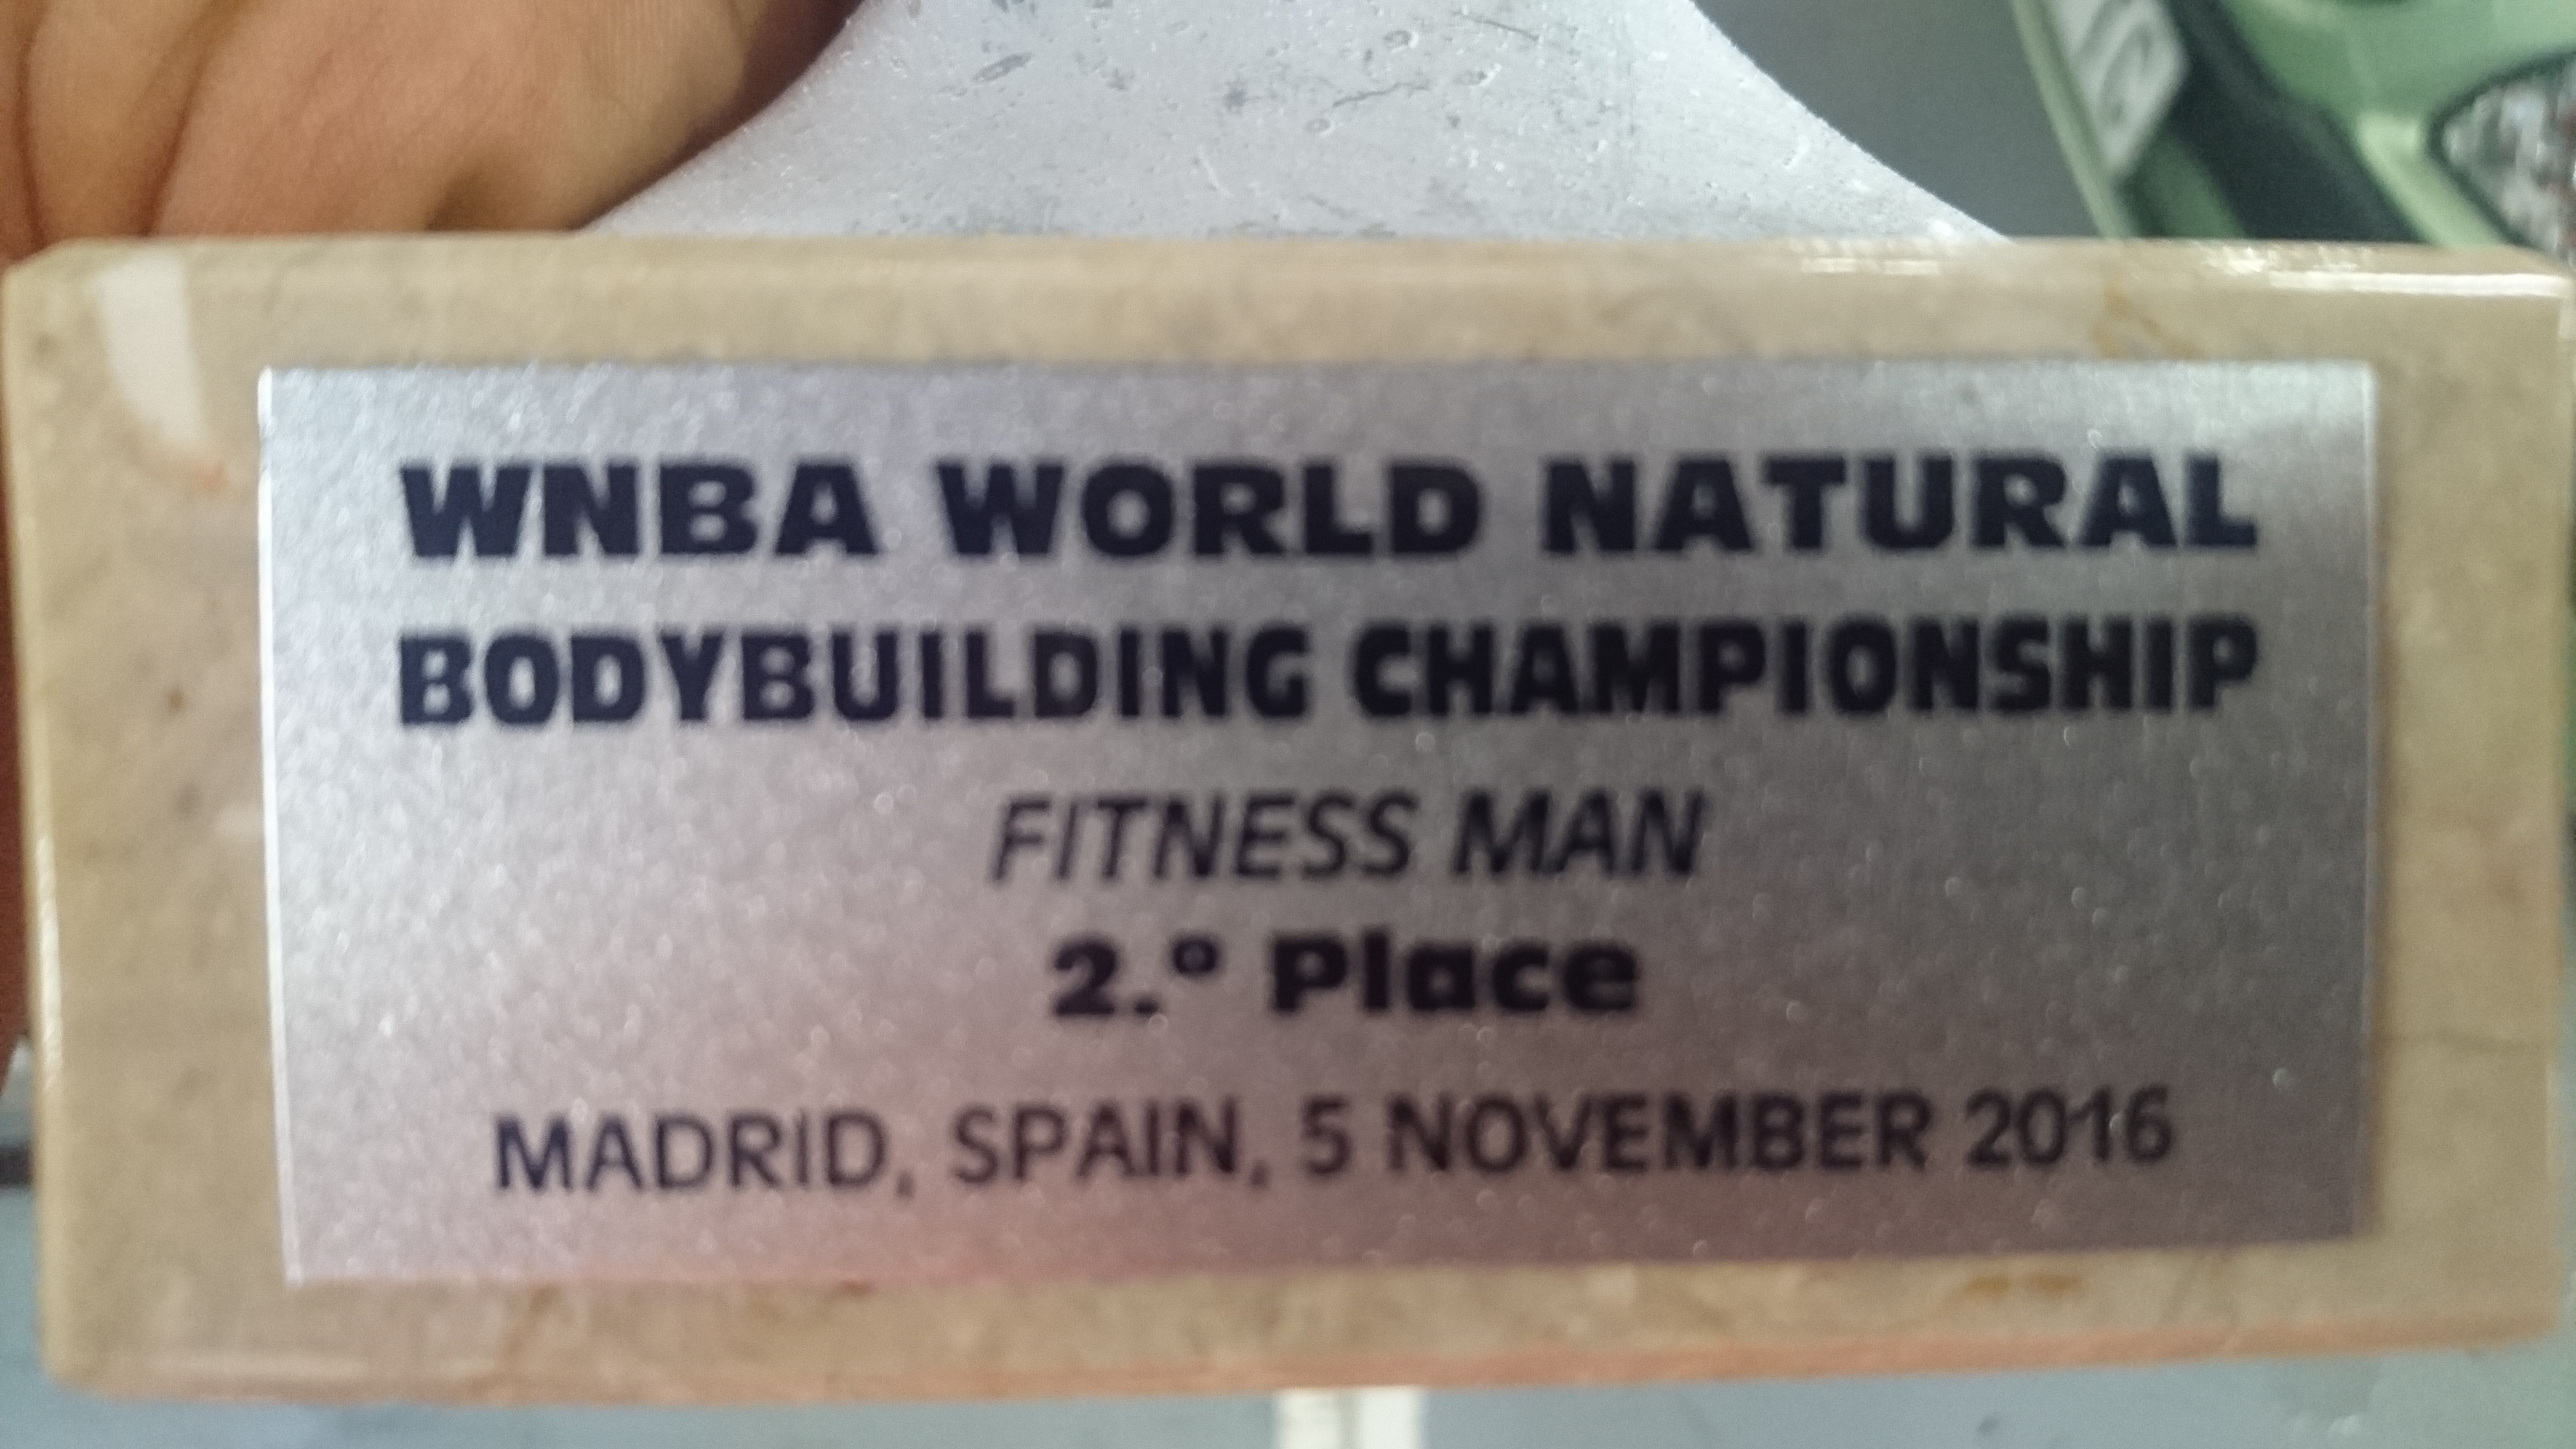 WNBA WORLD NATURAL
BODYBUILDING CHAMPIONSHIP
FITNESS MAN
2.º Place
MADRID, SPAIN, 5 NOVEMBER 2016